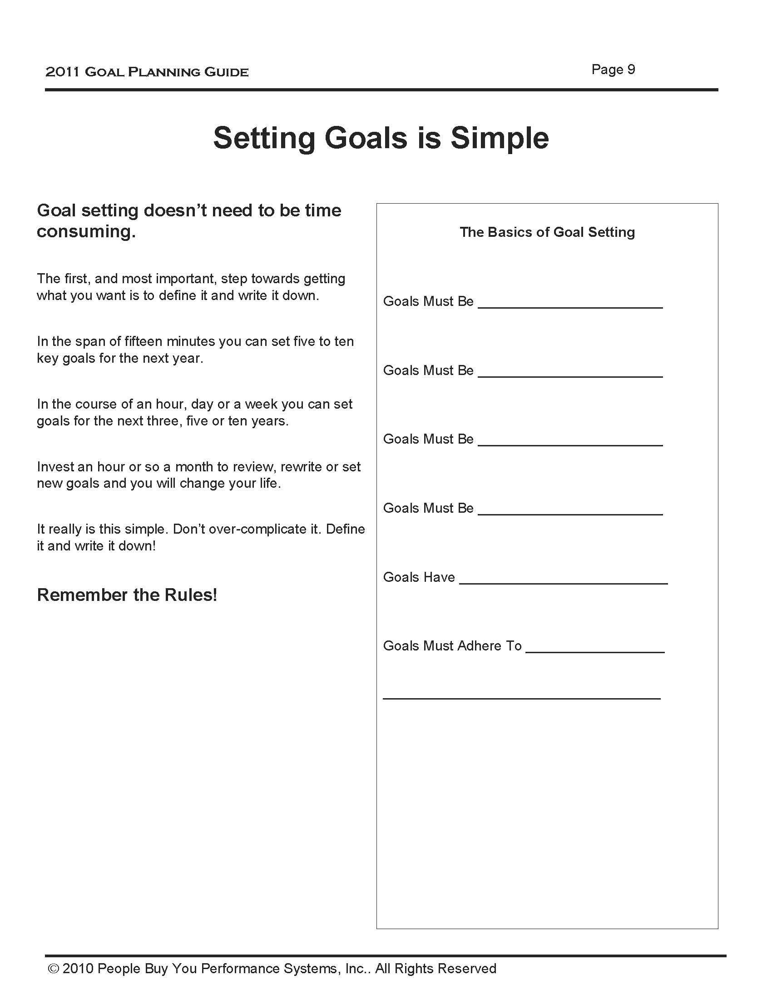 2011 Goal Planning Guide
Page 9
Setting Goals is Simple
Goal setting doesn’t need to be time
consuming.
The first, and most important, step towards getting
what you want is to define it and write it down.
In the span of fifteen minutes you can set five to ten
key goals for the next year.
In the course of an hour, day or a week you can set
goals for the next three, five or ten years.
Invest an hour or so a month to review, rewrite or set
new goals and you will change your life.
It really is this simple. Don’t over-complicate it. Define
it and write it down!
Remember the Rules!
The Basics of Goal Setting
Goals Must Be
Goals Must Be
Goals Must Be
Goals Must Be
Goals Have
Goals Must Adhere To
© 2010 People Buy You Performance Systems, Inc.. All Rights Reserved